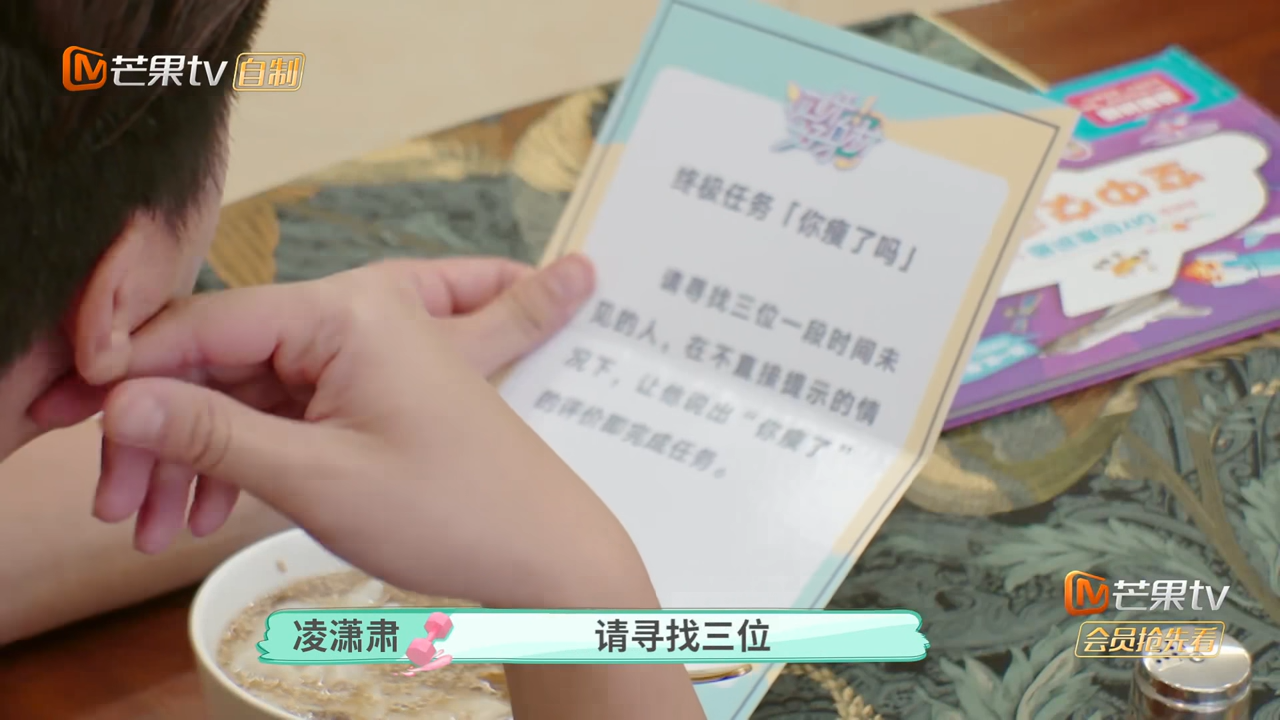 芒果tv 自制
终极任务「你瘦了吗」
请寻找三位一段时间未
见的人，在不直接提示的情
况下，让他说出“你瘦了”
的评价即完成任务。
凌潇肃
请寻找三位
芒果tv
会员抢先看